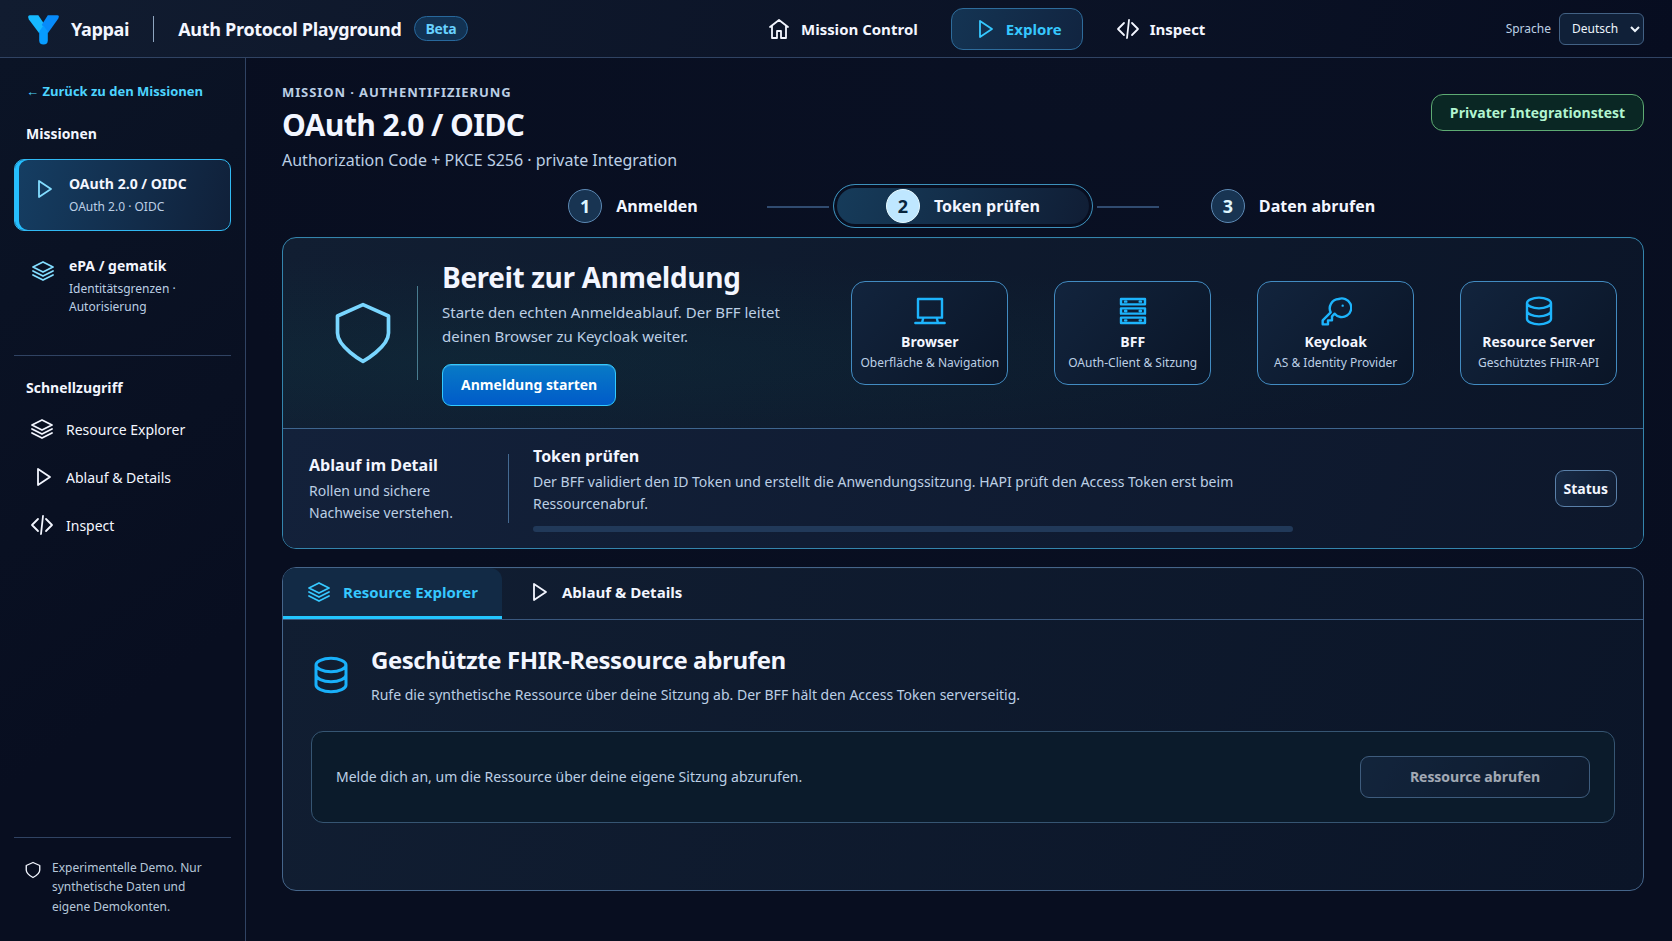 Yappai
Auth Protocol Playground
Beta
Mission Control
Explore
Inspect
Sprache
Deutsch
← Zurück zu den Missionen
Missionen
OAuth 2.0 / OIDC
OAuth 2.0 · OIDC
ePA / gematik
Identitätsgrenzen ·
Autorisierung
Schnellzugriff
Resource Explorer
Ablauf & Details
Inspect
Experimentelle Demo. Nur
synthetische Daten und
eigene Demokonten.
MISSION · AUTHENTIFIZIERUNG
OAuth 2.0 / OIDC
Authorization Code + PKCE S256 · private Integration
Privater Integrationstest
1 Anmelden
2 Token prüfen
3 Daten abrufen
Bereit zur Anmeldung
Starte den echten Anmeldeablauf. Der BFF leitet
deinen Browser zu Keycloak weiter.
Anmeldung starten
Browser
Oberfläche & Navigation
BFF
OAuth-Client & Sitzung
Keycloak
AS & Identity Provider
Resource Server
Geschütztes FHIR-API
Ablauf im Detail
Rollen und sichere
Nachweise verstehen.
Token prüfen
Der BFF validiert den ID Token und erstellt die Anwendungssitzung. HAPI prüft den Access Token erst beim
Ressourcenabruf.
Status
Resource Explorer
Ablauf & Details
Geschützte FHIR-Ressource abrufen
Rufe die synthetische Ressource über deine Sitzung ab. Der BFF hält den Access Token serverseitig.
Melde dich an, um die Ressource über deine eigene Sitzung abzurufen.
Ressource abrufen